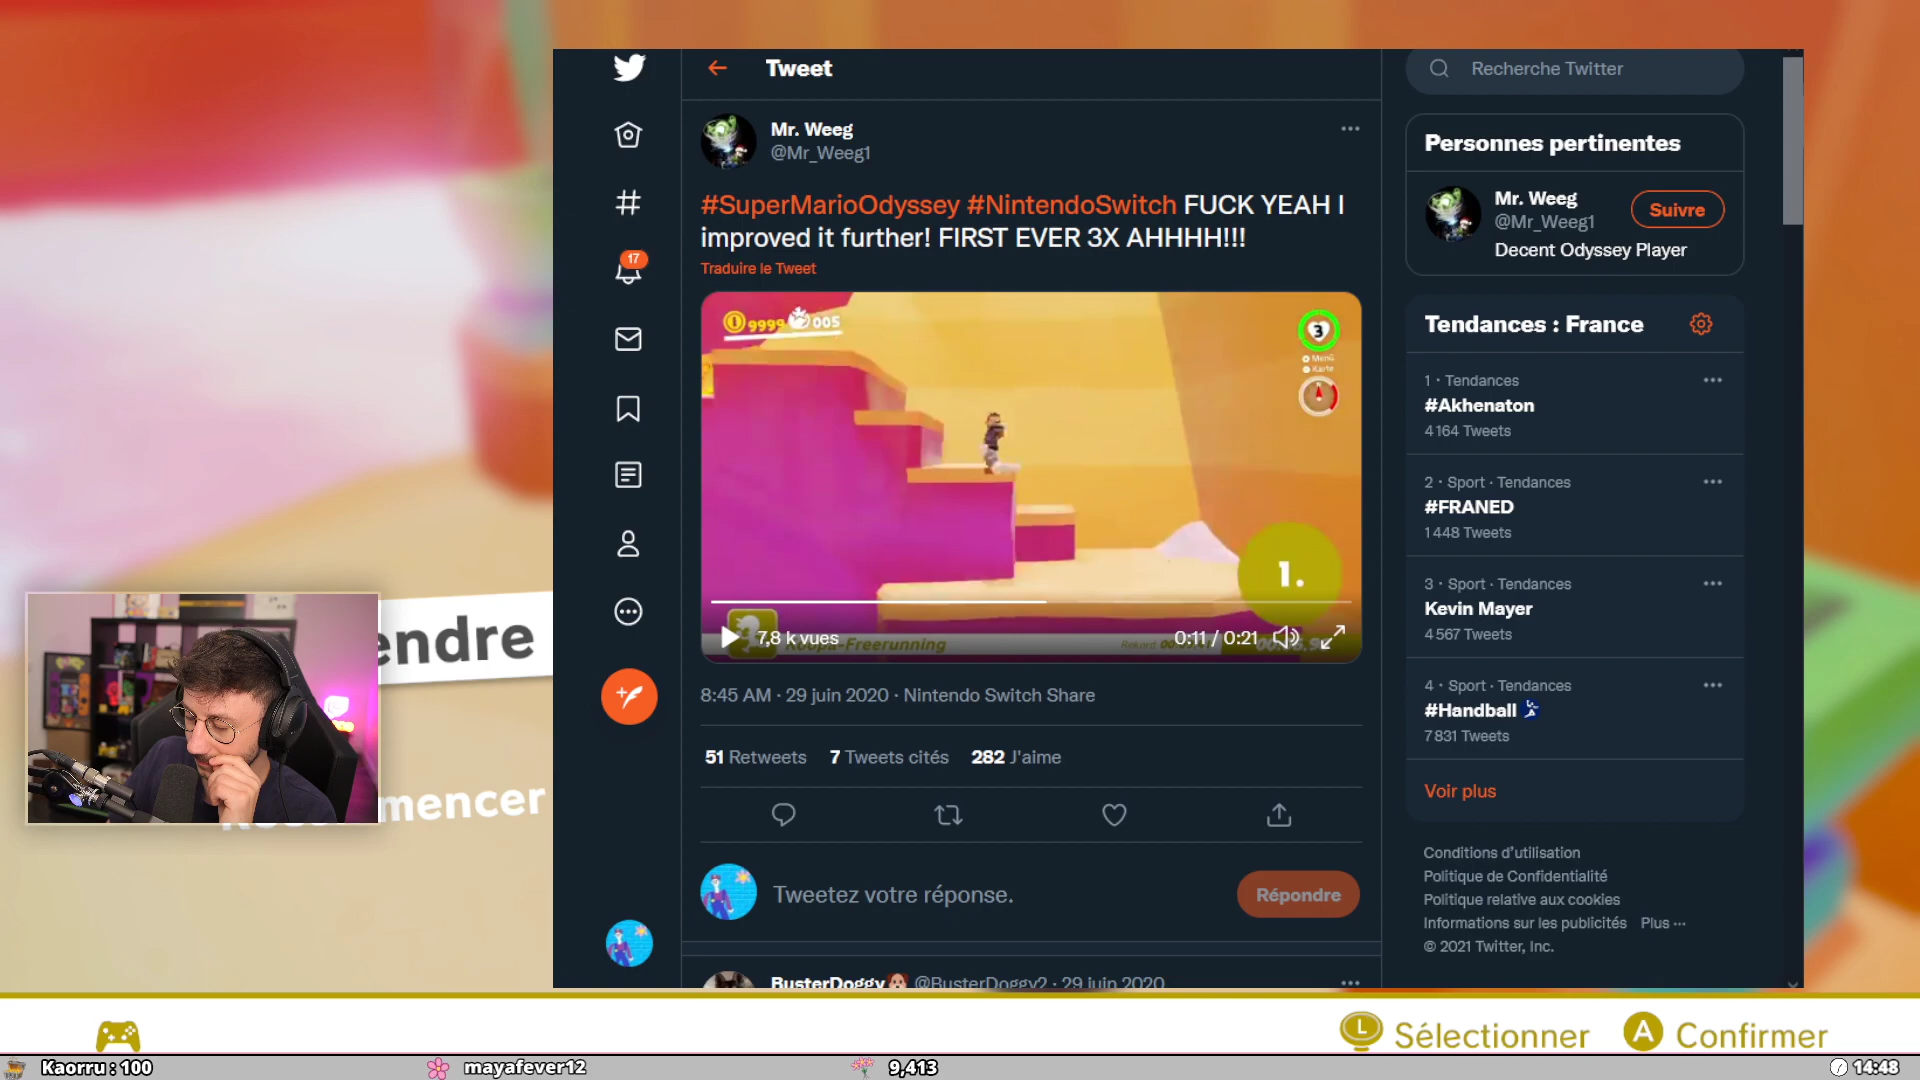 Tweet
Mr. Weeg
@Mr_Weeg1
#SuperMarioOdyssey #NintendoSwitch FUCK YEAH I
improved it further! FIRST EVER 3X AHHHH!!!
Traduire le Tweet
9999 005
3
Menü
Karte
1.
7,8 k vues
0:11 / 0:21
Koopa-Freerunning
Rekord
8:45 AM · 29 juin 2020 · Nintendo Switch Share
51 Retweets 7 Tweets cités 282 J'aime
Tweetez votre réponse.
Répondre
BusterDoggy @BusterDoggy2 · 29 juin 2020
17
Recherche Twitter
Personnes pertinentes
Mr. Weeg
@Mr_Weeg1
Suivre
Decent Odyssey Player
Tendances : France
1 · Tendances
#Akhenaton
4 164 Tweets
2 · Sport · Tendances
#FRANED
1 448 Tweets
3 · Sport · Tendances
Kevin Mayer
4 567 Tweets
4 · Sport · Tendances
#Handball
7 831 Tweets
Voir plus
Conditions d'utilisation
Politique de Confidentialité
Politique relative aux cookies
Informations sur les publicités Plus ···
© 2021 Twitter, Inc.
endre
mencer
L Sélectionner A Confirmer
Kaorru : 100
mayafever12
9,413
14:48